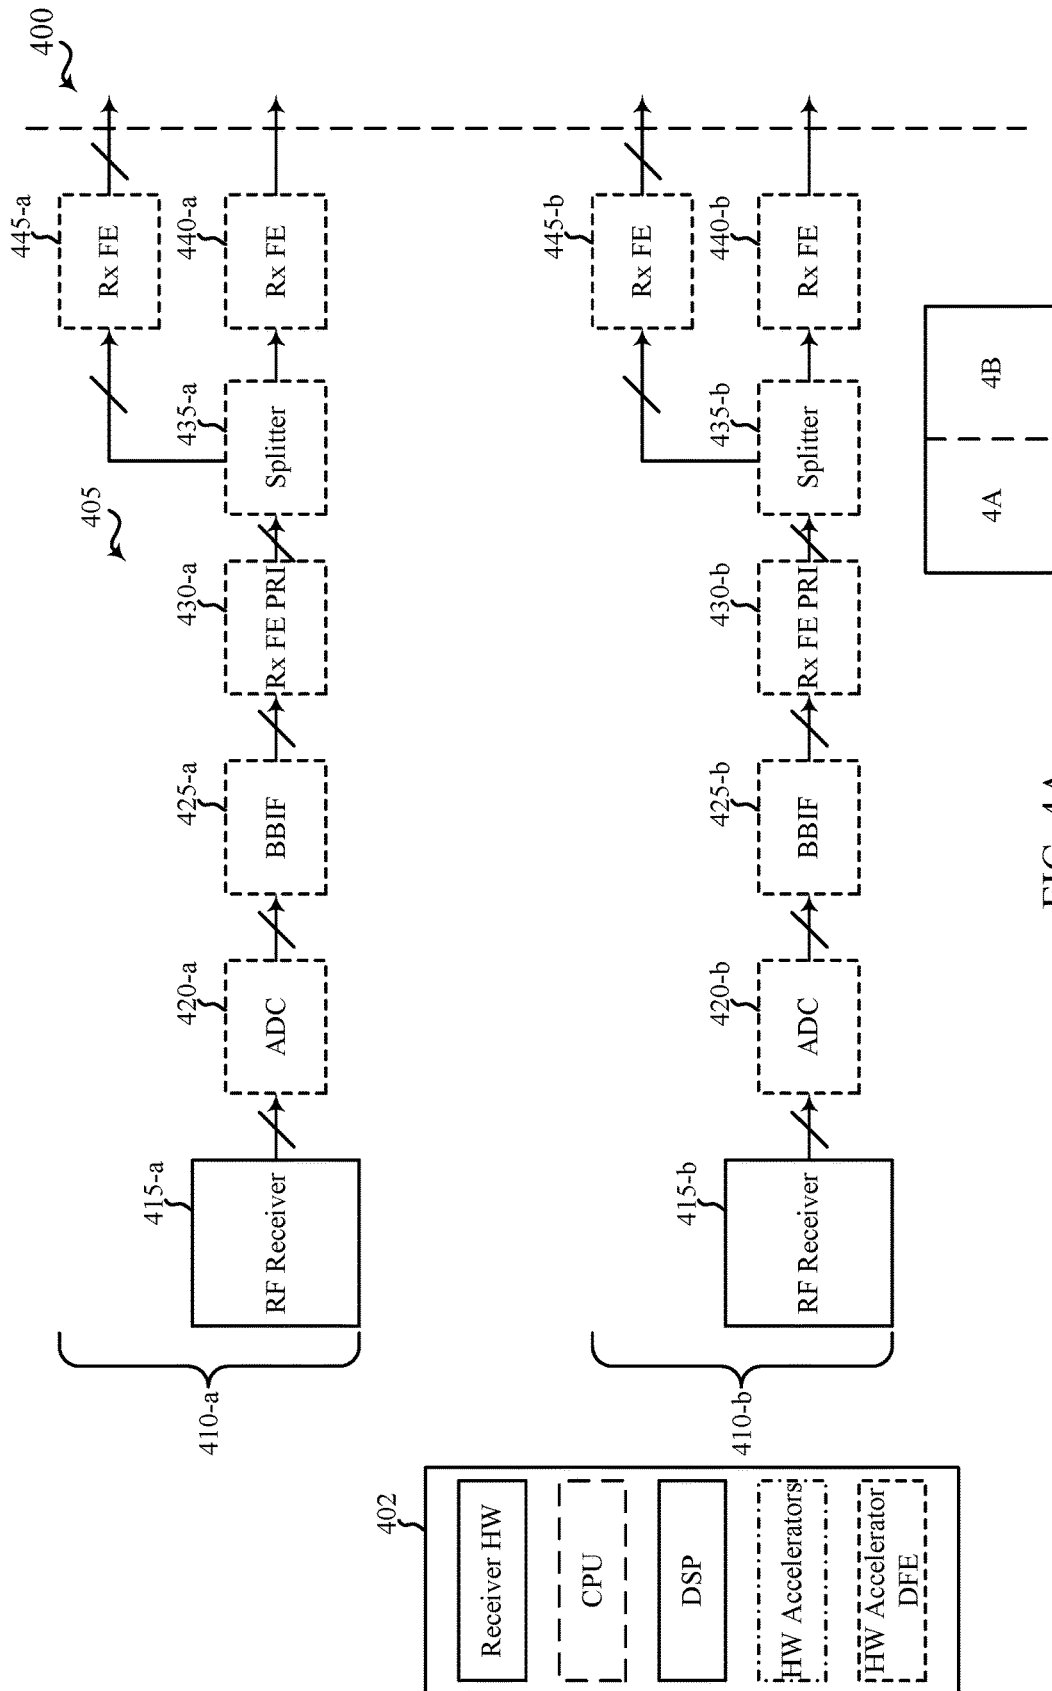 400
405
410-a
415-a
RF Receiver
420-a
ADC
425-a
BBIF
430-a
Rx FE PRI
435-a
Splitter
445-a
Rx FE
440-a
Rx FE
410-b
415-b
RF Receiver
420-b
ADC
425-b
BBIF
430-b
Rx FE PRI
435-b
Splitter
445-b
Rx FE
440-b
Rx FE
402
Receiver HW
CPU
DSP
HW Accelerators
HW Accelerator
DFE
4A
4B
FIG. 4A